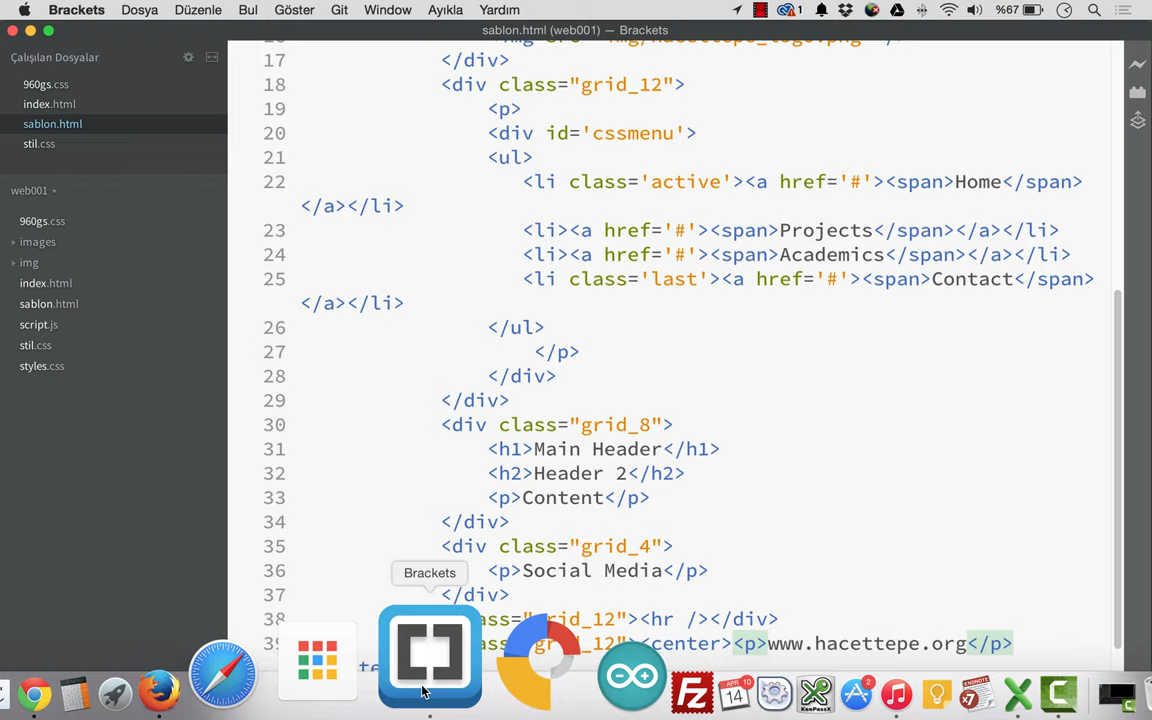 Brackets Dosya Düzenle Bul Göster Git Window Ayıkla Yardım 1 %67
sablon.html (web001) — Brackets
Çalışılan Dosyalar
960gs.css
index.html
sablon.html
stil.css
web001
960gs.css
images
img
index.html
sablon.html
script.js
stil.css
styles.css
17 </div>
18 <div class="grid_12">
19 <p>
20 <div id='cssmenu'>
21 <ul>
22 <li class='active'><a href='#'><span>Home</span>
</a></li>
23 <li><a href='#'><span>Projects</span></a></li>
24 <li><a href='#'><span>Academics</span></a></li>
25 <li class='last'><a href='#'><span>Contact</span>
</a></li>
26 </ul>
27 </p>
28 </div>
29 </div>
30 <div class="grid_8">
31 <h1>Main Header</h1>
32 <h2>Header 2</h2>
33 <p>Content</p>
34 </div>
35 <div class="grid_4">
36 <p>Social Media</p>
37 </div>
Brackets
38 ="grid_12"><hr /></div>
<center><p>www.hacettepe.org</p>
APR 10
14
2
x7